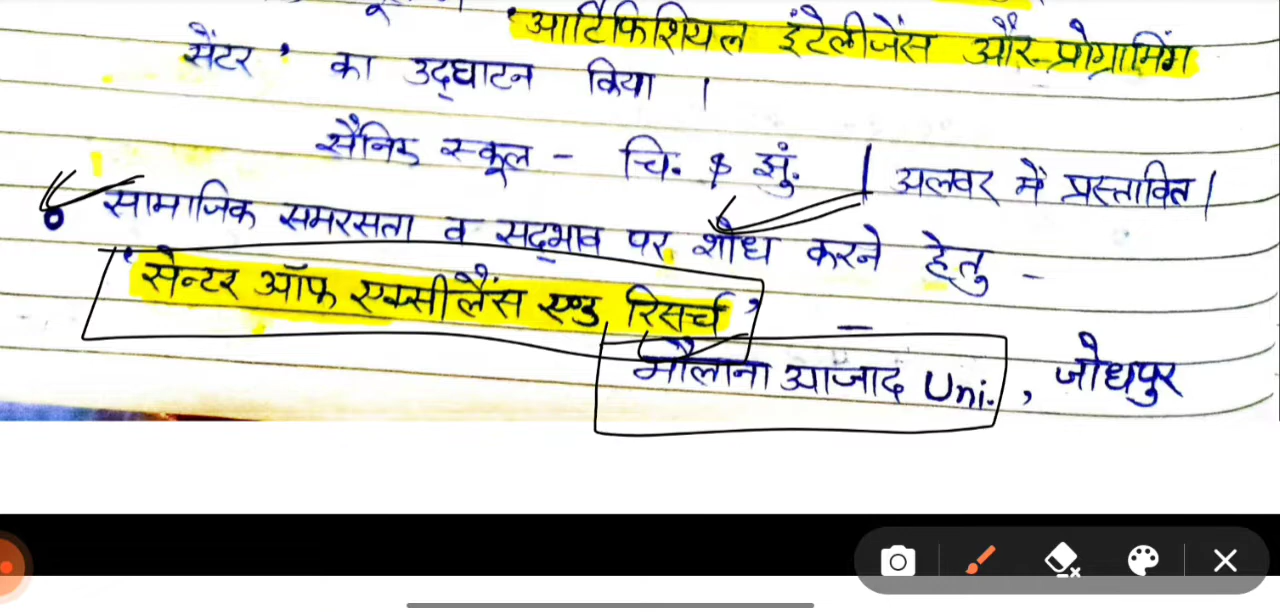 'आर्टिफिशियल इंटेलीजेंस और प्रोग्रामिंग
सेंटर' का उद्घाटन किया ।
सैनिक स्कूल - चि. & झुं. | अलवर में प्रस्तावित ।
सामाजिक समरसता व सद्भाव पर शोध करने हेतु -
'सेन्टर ऑफ एक्सीलैंस एण्ड रिसर्च' -
मौलाना आजाद Uni., जोधपुर